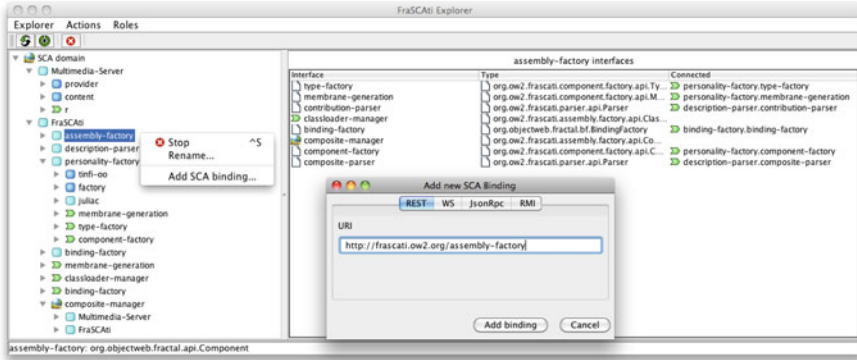 FraSCAti Explorer
Explorer Actions Roles
SCA domain
Multimedia-Server
provider
content
r
FraSCAti
assembly-factory
description-parser
personality-factory
tinfi-oo
factory
juliac
membrane-generation
type-factory
component-factory
binding-factory
membrane-generation
classloader-manager
binding-factory
composite-manager
Multimedia-Server
FraSCAti
Stop ^S
Rename...
Add SCA binding...
assembly-factory interfaces
Interface Type Connected
type-factory org.ow2.frascati.component.factory.api.Ty... personality-factory.type-factory
membrane-generation org.ow2.frascati.component.factory.api.M... personality-factory.membrane-generation
contribution-parser org.ow2.frascati.parser.api.Parser description-parser.contribution-parser
classloader-manager org.ow2.frascati.assembly.factory.api.Clas...
binding-factory org.objectweb.fractal.bf.BindingFactory binding-factory.binding-factory
composite-manager org.ow2.frascati.assembly.factory.api.Co...
component-factory org.ow2.frascati.component.factory.api.C... personality-factory.component-factory
composite-parser org.ow2.frascati.parser.api.Parser description-parser.composite-parser
Add new SCA Binding
REST WS JsonRpc RMI
URI
http://frascati.ow2.org/assembly-factory
Add binding Cancel
assembly-factory: org.objectweb.fractal.api.Component